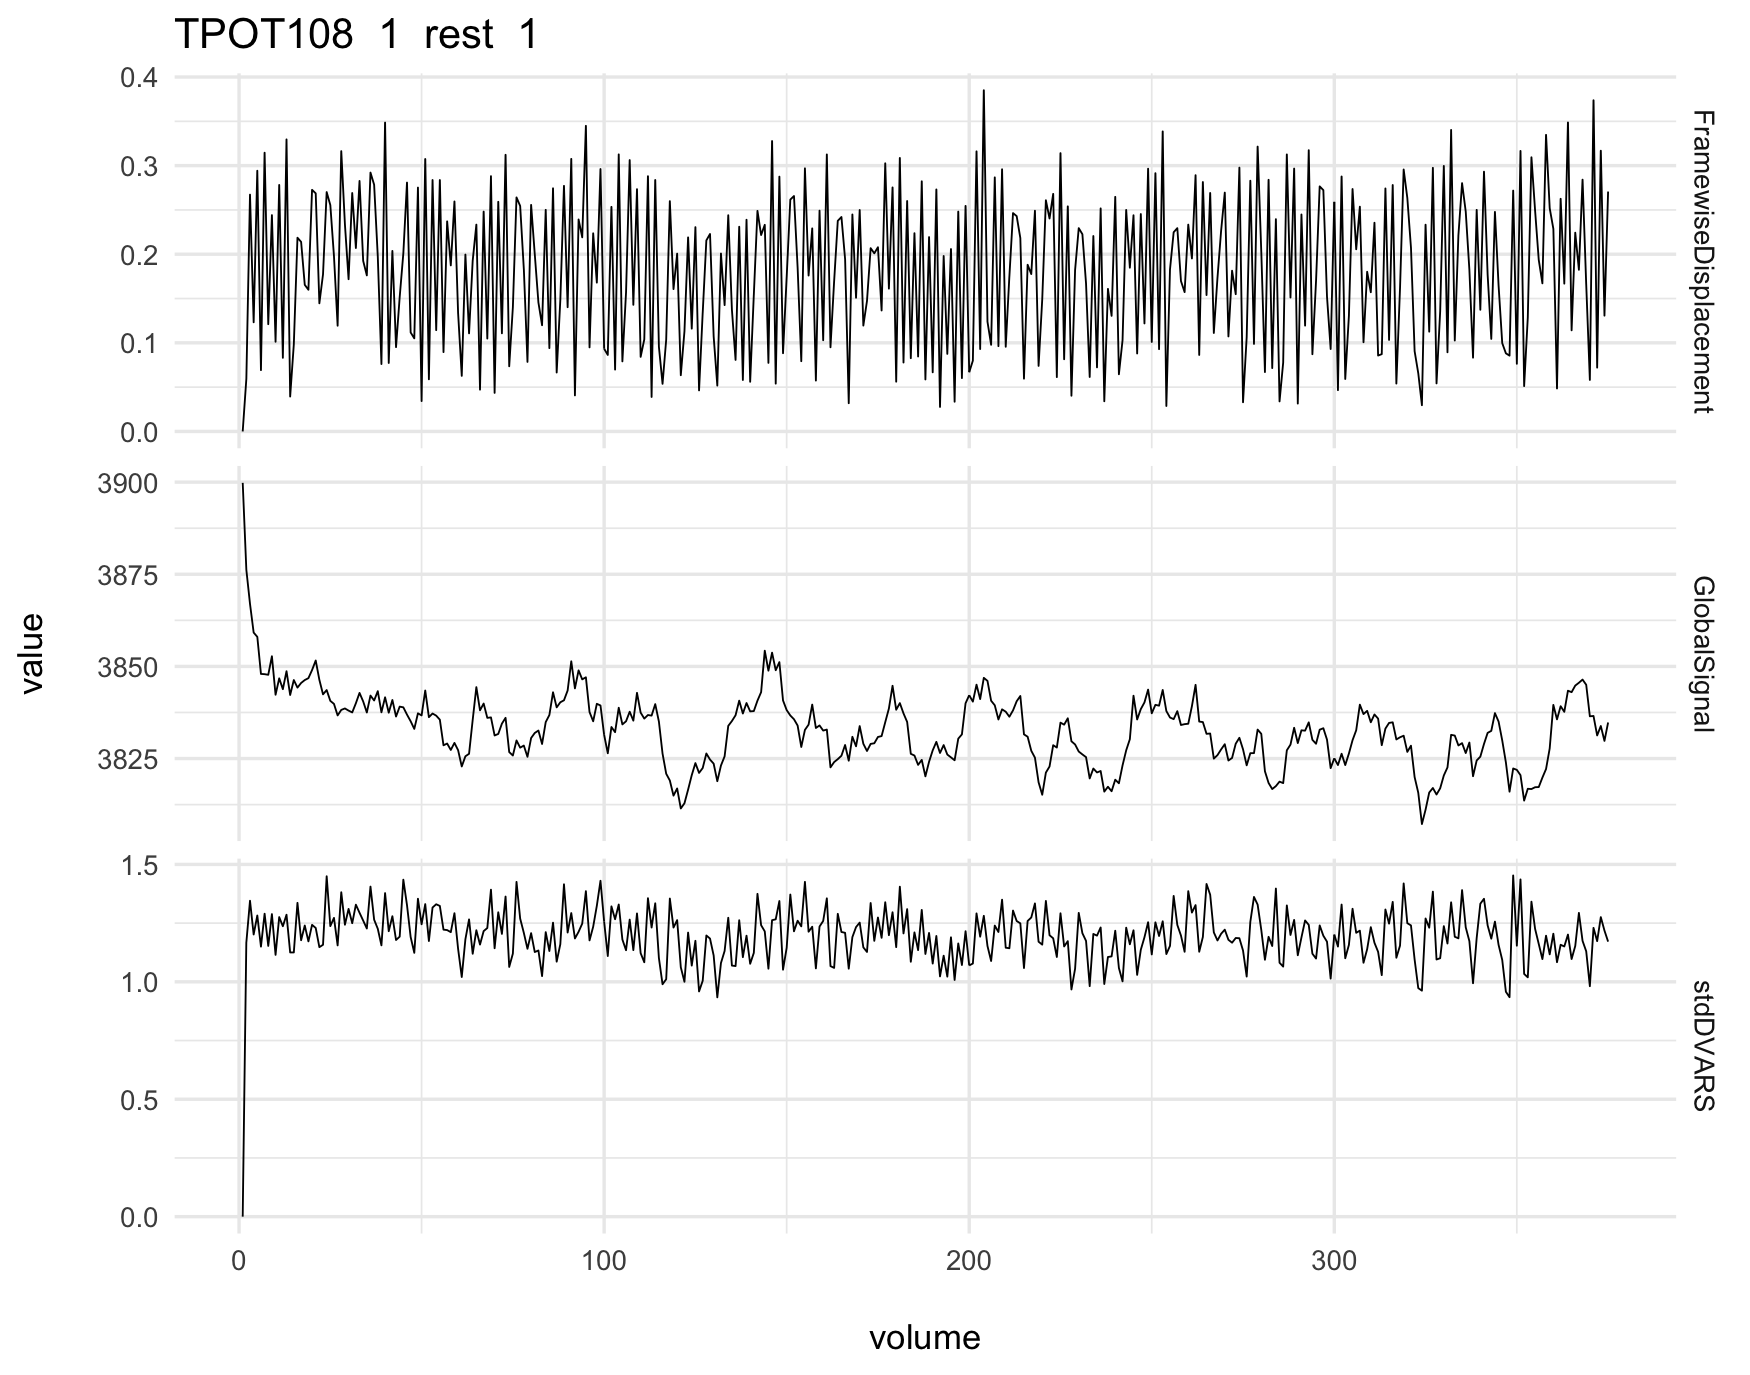 TPOT108 1 rest 1
0.4
0.3
0.2
0.1
0.0
FramewiseDisplacement
3900
3875
3850
3825
GlobalSignal
value
1.5
1.0
0.5
0.0
stdDVARS
0 100 200 300
volume